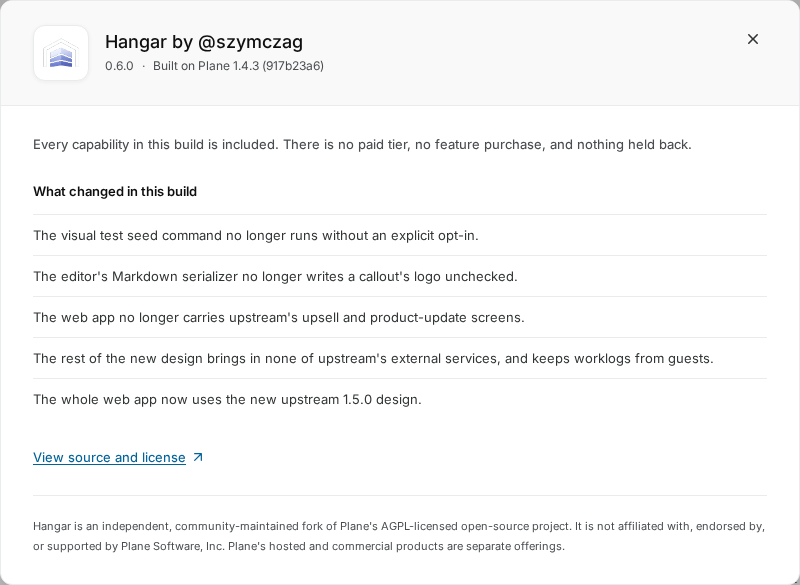 Hangar by @szymczag
0.6.0 · Built on Plane 1.4.3 (917b23a6)
Every capability in this build is included. There is no paid tier, no feature purchase, and nothing held back.
What changed in this build
The visual test seed command no longer runs without an explicit opt-in.
The editor's Markdown serializer no longer writes a callout's logo unchecked.
The web app no longer carries upstream's upsell and product-update screens.
The rest of the new design brings in none of upstream's external services, and keeps worklogs from guests.
The whole web app now uses the new upstream 1.5.0 design.
View source and license
Hangar is an independent, community-maintained fork of Plane's AGPL-licensed open-source project. It is not affiliated with, endorsed by,
or supported by Plane Software, Inc. Plane's hosted and commercial products are separate offerings.